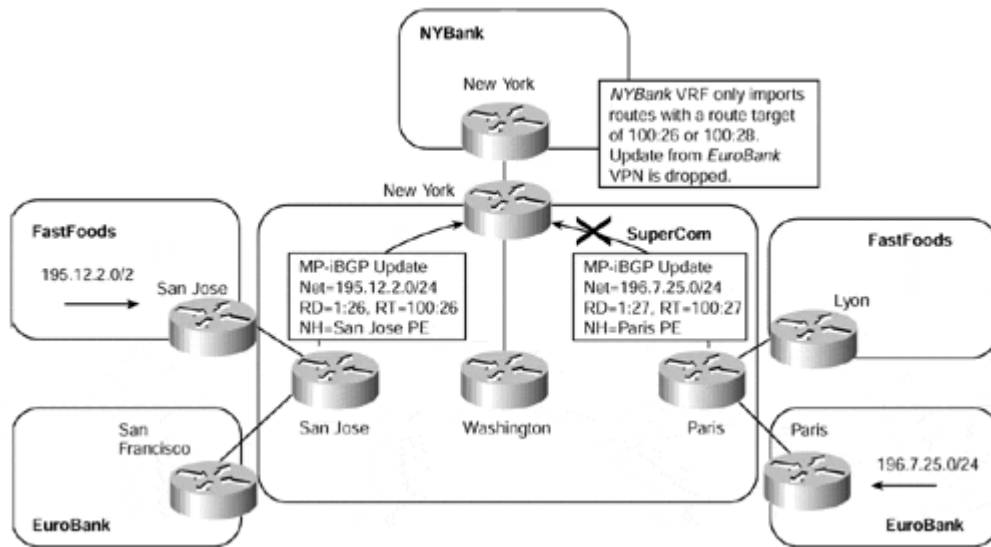 NYBank
New York
NYBank VRF only imports
routes with a route target
of 100:26 or 100:28.
Update from EuroBank
VPN is dropped.
New York
SuperCom
FastFoods
195.12.2.0/2
San Jose
MP-iBGP Update
Net=195.12.2.0/24
RD=1:26, RT=100:26
NH=San Jose PE
MP-iBGP Update
Net=196.7.25.0/24
RD=1:27, RT=100:27
NH=Paris PE
FastFoods
Lyon
San
Francisco
San Jose
Washington
Paris
Paris
196.7.25.0/24
EuroBank
EuroBank